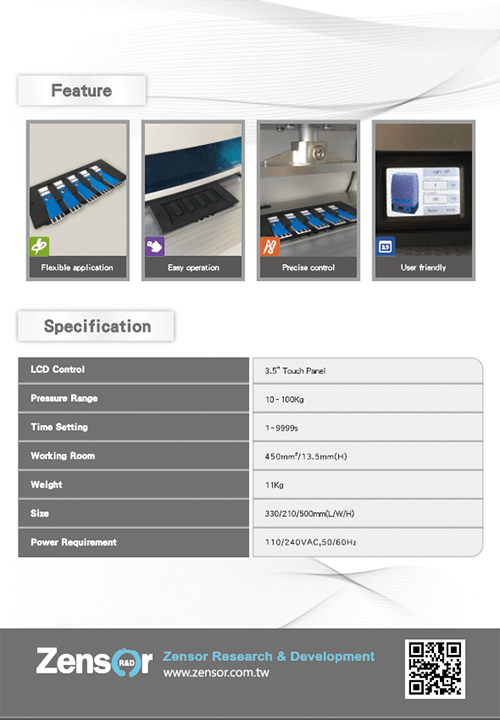 Feature
Flexible application
Easy operation
Precise control
User friendly
Specification
LCD Control 3.5" Touch Panel
Pressure Range 10 - 100Kg
Time Setting 1 - 9999s
Working Room 450mm²/13.5mm(H)
Weight 11Kg
Size 330/210/500mm(L/W/H)
Power Requirement 110/240VAC,50/60Hz
Zensor R&D
Zensor Research & Development
www.zensor.com.tw